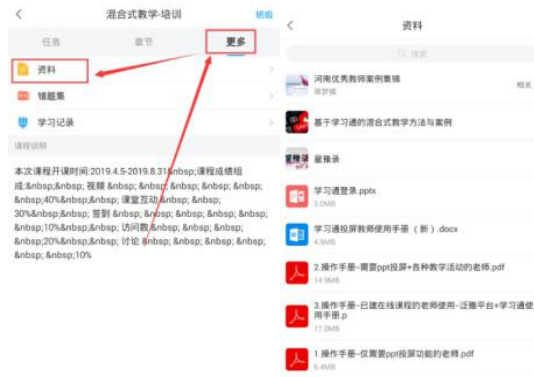 混合式教学-培训
班级
任务
章节
更多
资料
错题集
学习记录
课程说明
本次课程开课时间:2019.4.5-2019.8.31&nbsp;课程成绩组
成:&nbsp;&nbsp; 视频 &nbsp; &nbsp; &nbsp; &nbsp; &nbsp;
&nbsp;40%&nbsp;&nbsp; 课堂互动 &nbsp; &nbsp;
30%&nbsp;&nbsp; 签到 &nbsp; &nbsp; &nbsp; &nbsp; &nbsp;
&nbsp;10%&nbsp;&nbsp; 访问数 &nbsp; &nbsp; &nbsp;
&nbsp;20%&nbsp;&nbsp; 讨论 &nbsp; &nbsp; &nbsp; &nbsp;
&nbsp; &nbsp;10%
资料
搜索
河南优秀教师案例集锦
相关
基于学习通的混合式教学方法与案例
星橡录
学习通登录.pptx
3.0MB
学习通投屏教师使用手册（新）.docx
4.9MB
2.操作手册-需要ppt投屏+各种教学活动的老师.pdf
14.9MB
3.操作手册-已建在线课程的老师使用-泛雅平台+学习通使
用手册.p
17.0MB
1.操作手册-仅需要ppt投屏功能的老师.pdf
6.4MB